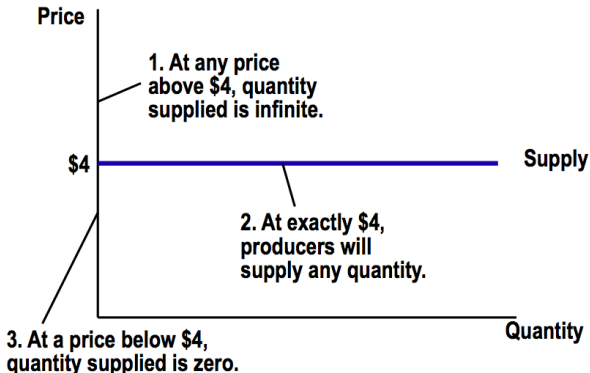 Price
1. At any price
above $4, quantity
supplied is infinite.
$4
Supply
2. At exactly $4,
producers will
supply any quantity.
Quantity
3. At a price below $4,
quantity supplied is zero.